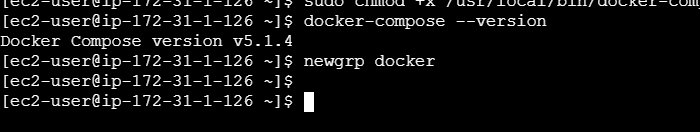 [ec2-user@ip-172-31-1-126 ~]$ sudo chmod +x /usr/local/bin/docker-com
[ec2-user@ip-172-31-1-126 ~]$ docker-compose --version
Docker Compose version v5.1.4
[ec2-user@ip-172-31-1-126 ~]$ newgrp docker
[ec2-user@ip-172-31-1-126 ~]$
[ec2-user@ip-172-31-1-126 ~]$